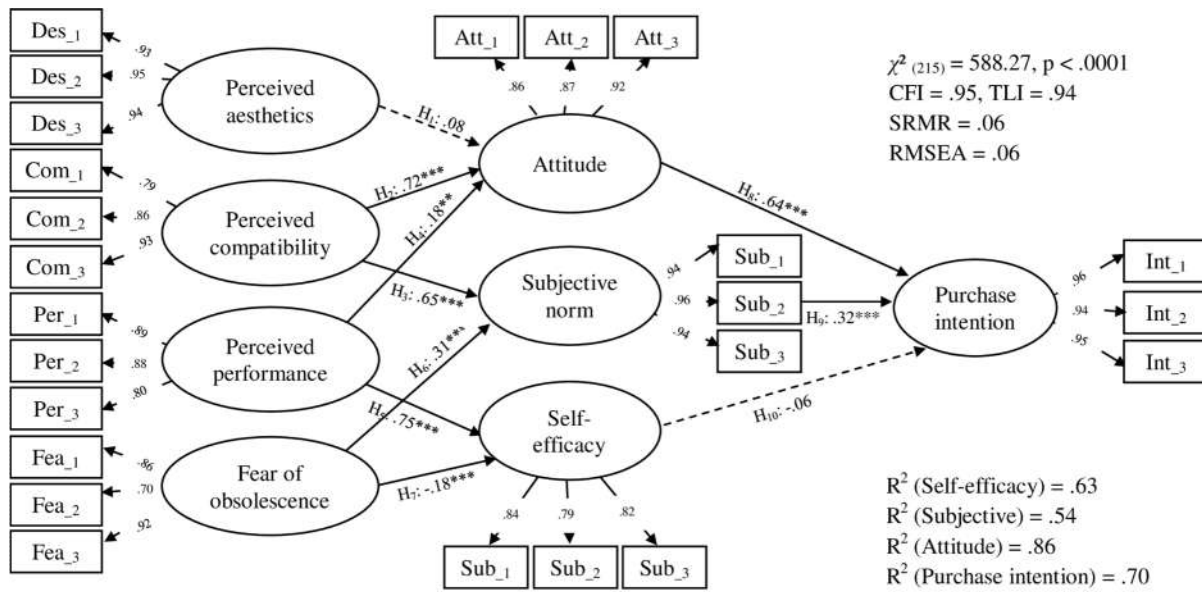 Des_1
Des_2
Des_3
Com_1
Com_2
Com_3
Per_1
Per_2
Per_3
Fea_1
Fea_2
Fea_3
.93
.95
.94
.79
.86
.93
.89
.88
.80
.86
.70
.92
Perceived
aesthetics
Perceived
compatibility
Perceived
performance
Fear of
obsolescence
H₁: .08
H₂: .72***
H₄: .18**
H₃: .65***
H₆: .31***
H₅: .75***
H₇: -.18***
Att_1
Att_2
Att_3
.86
.87
.92
Attitude
Subjective
norm
Self-
efficacy
.84
.79
.82
Sub_1
Sub_2
Sub_3
.94
.96
.94
Sub_1
Sub_2
Sub_3
H₈: .64***
H₉: .32***
H₁₀: -.06
Purchase
intention
.96
.94
.95
Int_1
Int_2
Int_3
χ² ₍₂₁₅₎ = 588.27, p < .0001
CFI = .95, TLI = .94
SRMR = .06
RMSEA = .06
R² (Self-efficacy) = .63
R² (Subjective) = .54
R² (Attitude) = .86
R² (Purchase intention) = .70